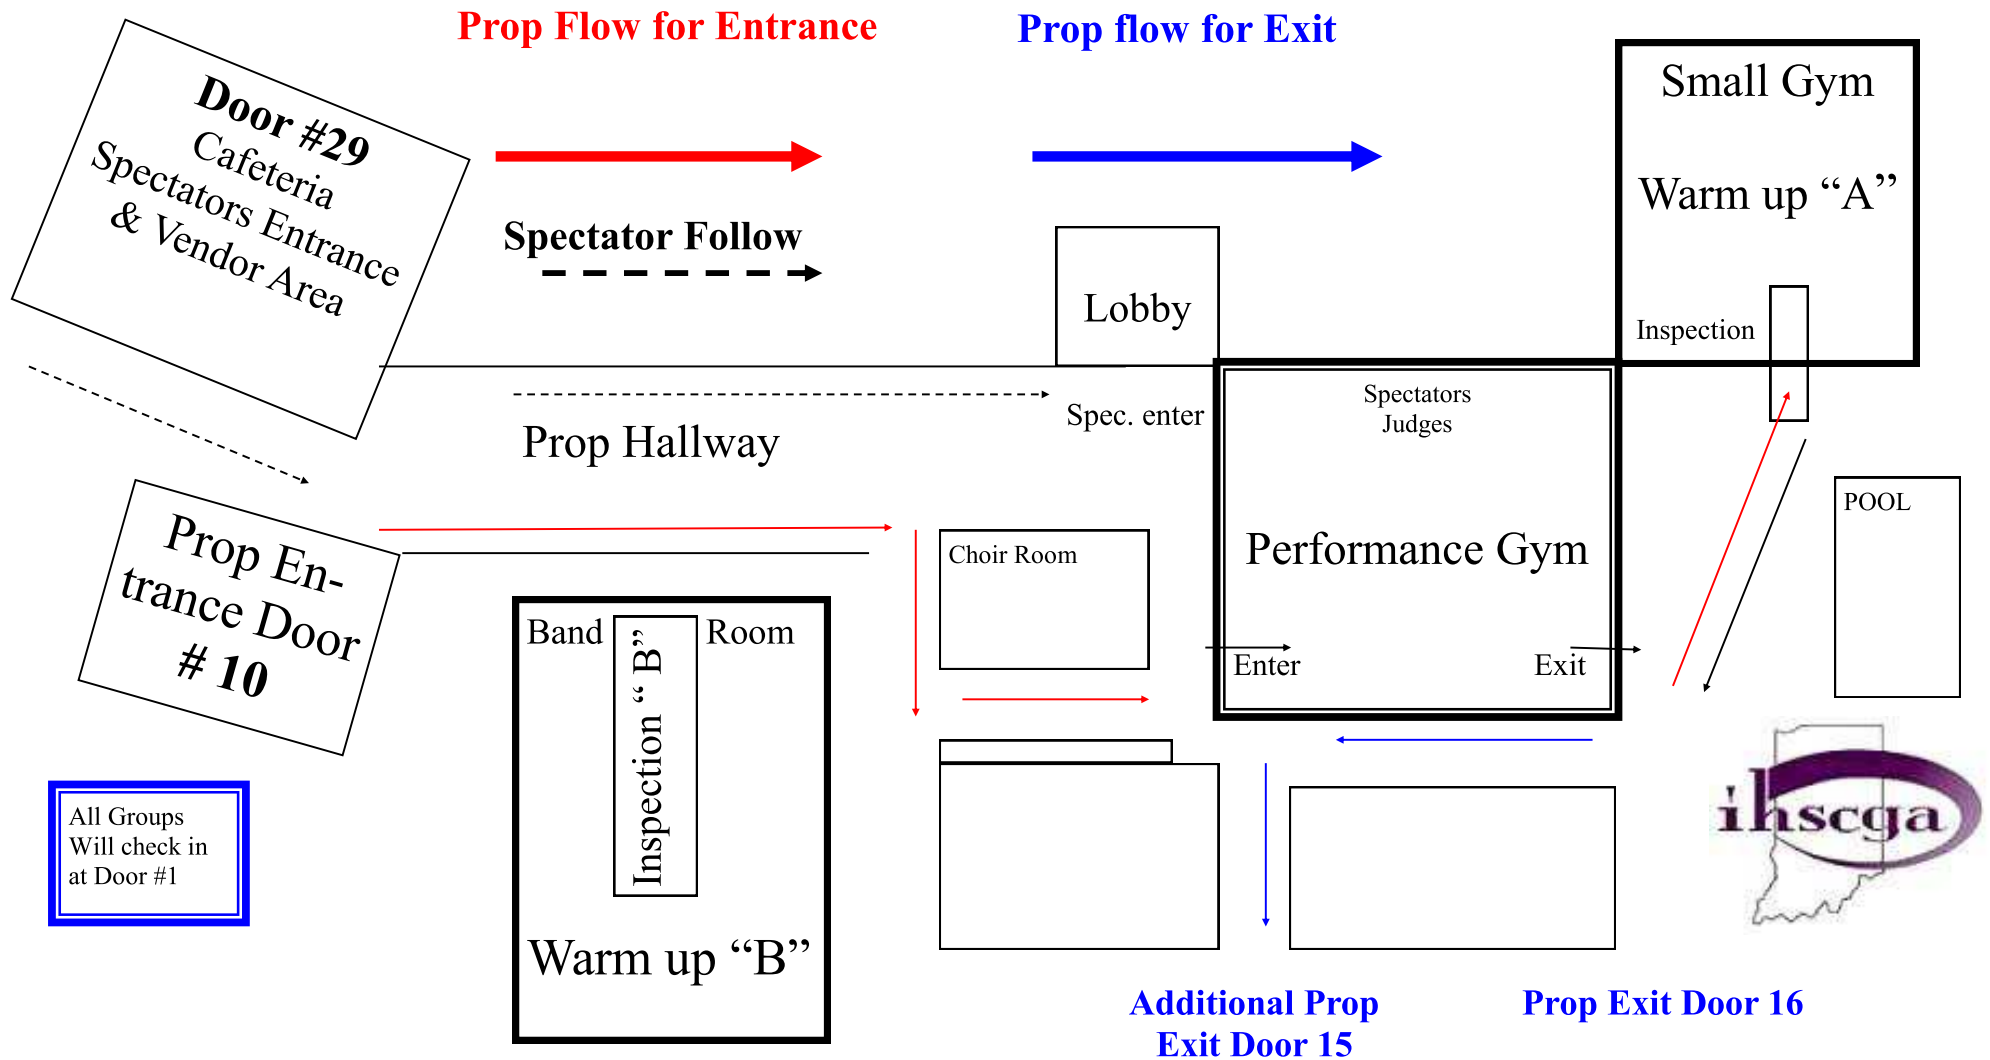 Prop Flow for Entrance
Prop flow for Exit
Door #29
Cafeteria
Spectators Entrance
& Vendor Area
Small Gym
Warm up “A”
Inspection
Spectator Follow
Lobby
Spec. enter
Prop Hallway
Spectators
Judges
Performance Gym
Enter
Exit
POOL
Prop En-
trance Door
# 10
Choir Room
Band
Room
Inspection “ B”
Warm up “B”
All Groups
Will check in
at Door #1
ihscga
Additional Prop
Exit Door 15
Prop Exit Door 16